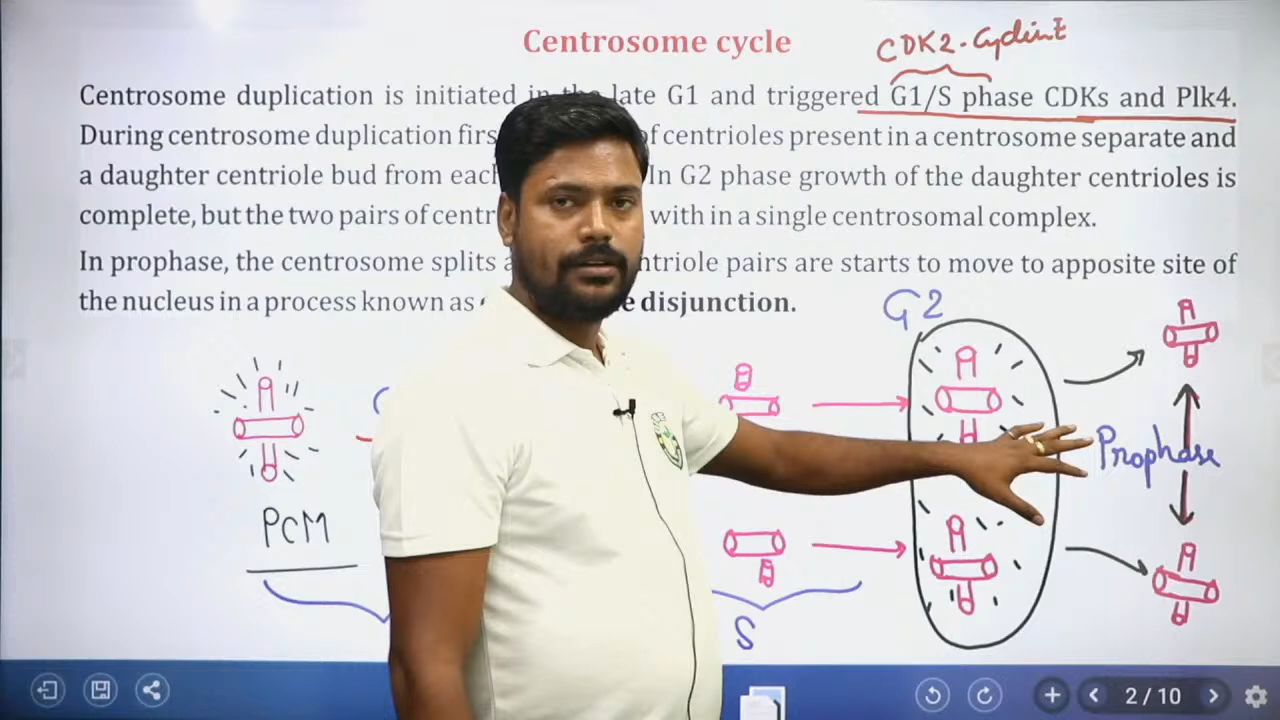 Centrosome cycle
CDK2-Cyclin E
Centrosome duplication is initiated in the late G1 and triggered G1/S phase CDKs and Plk4.
During centrosome duplication firs of centrioles present in a centrosome separate and
a daughter centriole bud from each In G2 phase growth of the daughter centrioles is
complete, but the two pairs of centr with in a single centrosomal complex.
In prophase, the centrosome splits a ntriole pairs are starts to move to apposite site of
the nucleus in a process known as e disjunction.
G2
Prophase
PCM
S
2 / 10